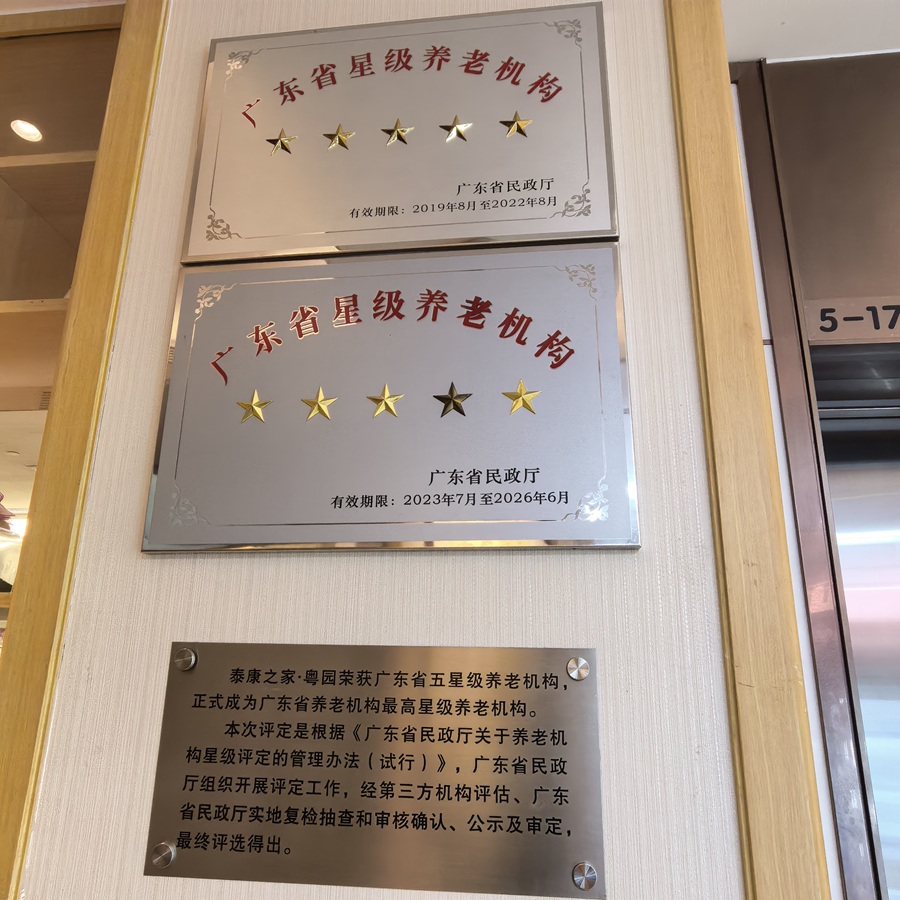 广东省星级养老机构
广东省民政厅
有效期限：2019年8月至2022年8月
广东省星级养老机构
广东省民政厅
有效期限：2023年7月至2026年6月
5-17
泰康之家·粤园荣获广东省五星级养老机构，
正式成为广东省养老机构最高星级养老机构。
本次评定是根据《广东省民政厅关于养老机
构星级评定的管理办法（试行）》，广东省民政
厅组织开展评定工作，经第三方机构评估、广东
省民政厅实地复检抽查和审核确认、公示及审定，
最终评选得出。